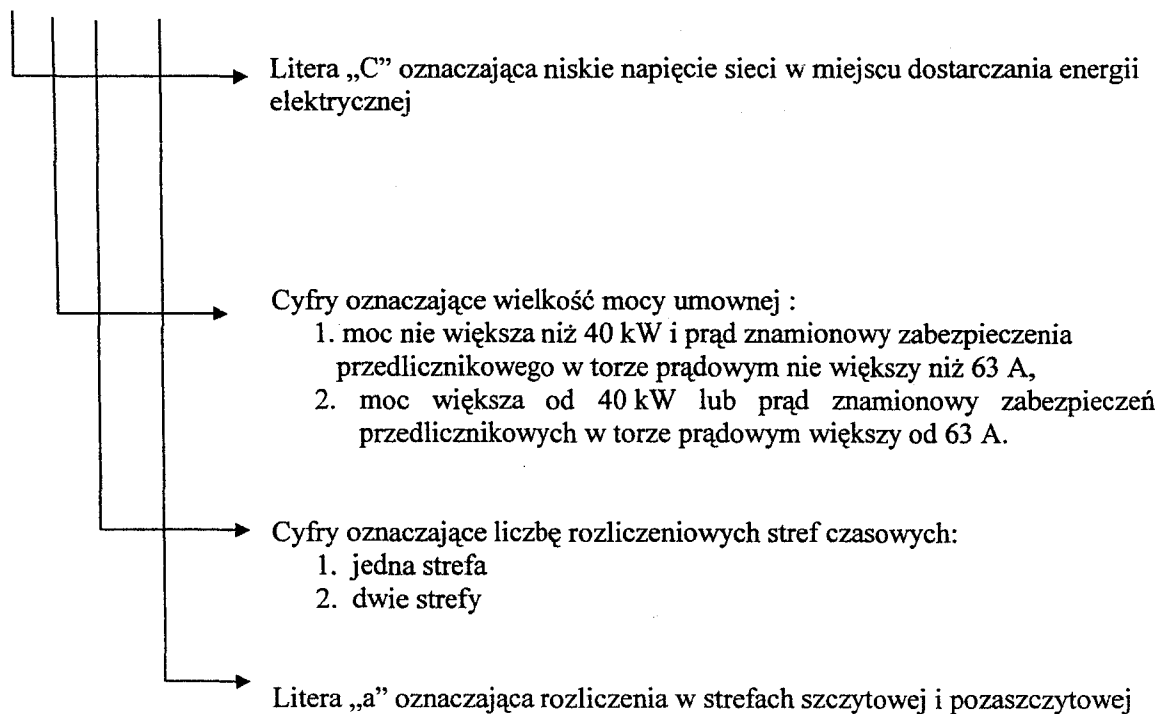 Litera „C” oznaczająca niskie napięcie sieci w miejscu dostarczania energii
elektrycznej
Cyfry oznaczające wielkość mocy umownej :
1. moc nie większa niż 40 kW i prąd znamionowy zabezpieczenia
przedlicznikowego w torze prądowym nie większy niż 63 A,
2. moc większa od 40 kW lub prąd znamionowy zabezpieczeń
przedlicznikowych w torze prądowym większy od 63 A.
Cyfry oznaczające liczbę rozliczeniowych stref czasowych:
1. jedna strefa
2. dwie strefy
Litera „a” oznaczająca rozliczenia w strefach szczytowej i pozaszczytowej